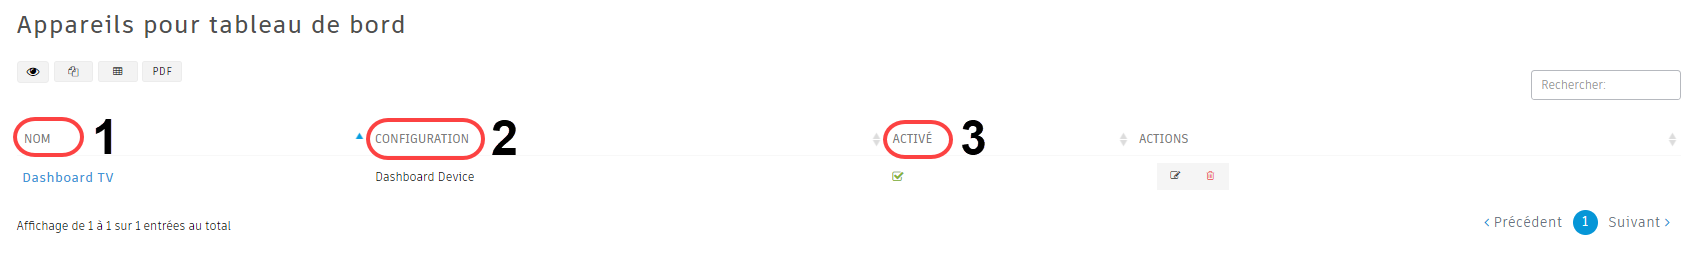 Appareils pour tableau de bord
PDF
Rechercher:
NOM 1 CONFIGURATION 2 ACTIVÉ 3 ACTIONS
Dashboard TV Dashboard Device
Affichage de 1 à 1 sur 1 entrées au total
‹ Précédent 1 Suivant ›